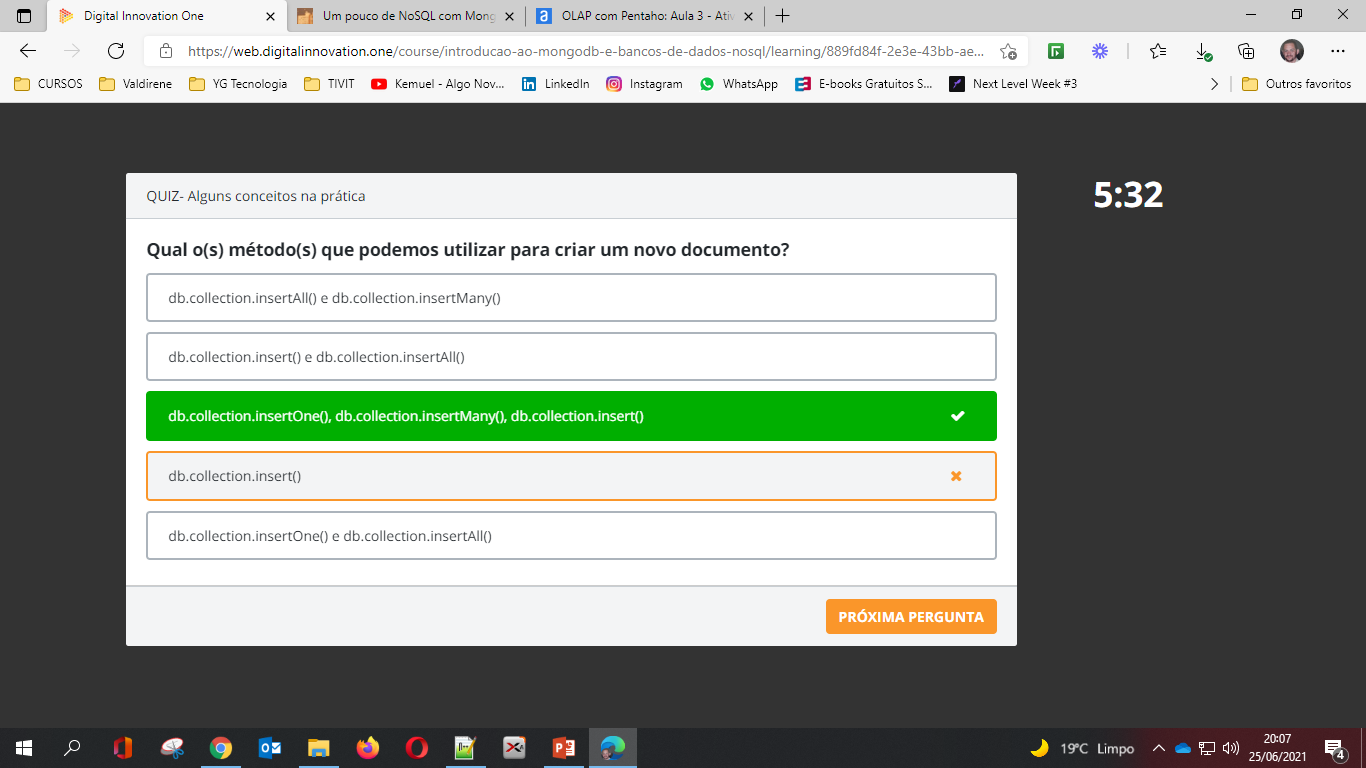 Digital Innovation One
Um pouco de NoSQL com Mong
OLAP com Pentaho: Aula 3 - Ativ
https://web.digitalinnovation.one/course/introducao-ao-mongodb-e-bancos-de-dados-nosql/learning/889fd84f-2e3e-43bb-ae...
CURSOS
Valdirene
YG Tecnologia
TIVIT
Kemuel - Algo Nov...
LinkedIn
Instagram
WhatsApp
E-books Gratuitos S...
Next Level Week #3
Outros favoritos
QUIZ- Alguns conceitos na prática
5:32
Qual o(s) método(s) que podemos utilizar para criar um novo documento?
db.collection.insertAll() e db.collection.insertMany()
db.collection.insert() e db.collection.insertAll()
db.collection.insertOne(), db.collection.insertMany(), db.collection.insert()
db.collection.insert()
db.collection.insertOne() e db.collection.insertAll()
PRÓXIMA PERGUNTA
19°C Limpo
20:07
25/06/2021
4